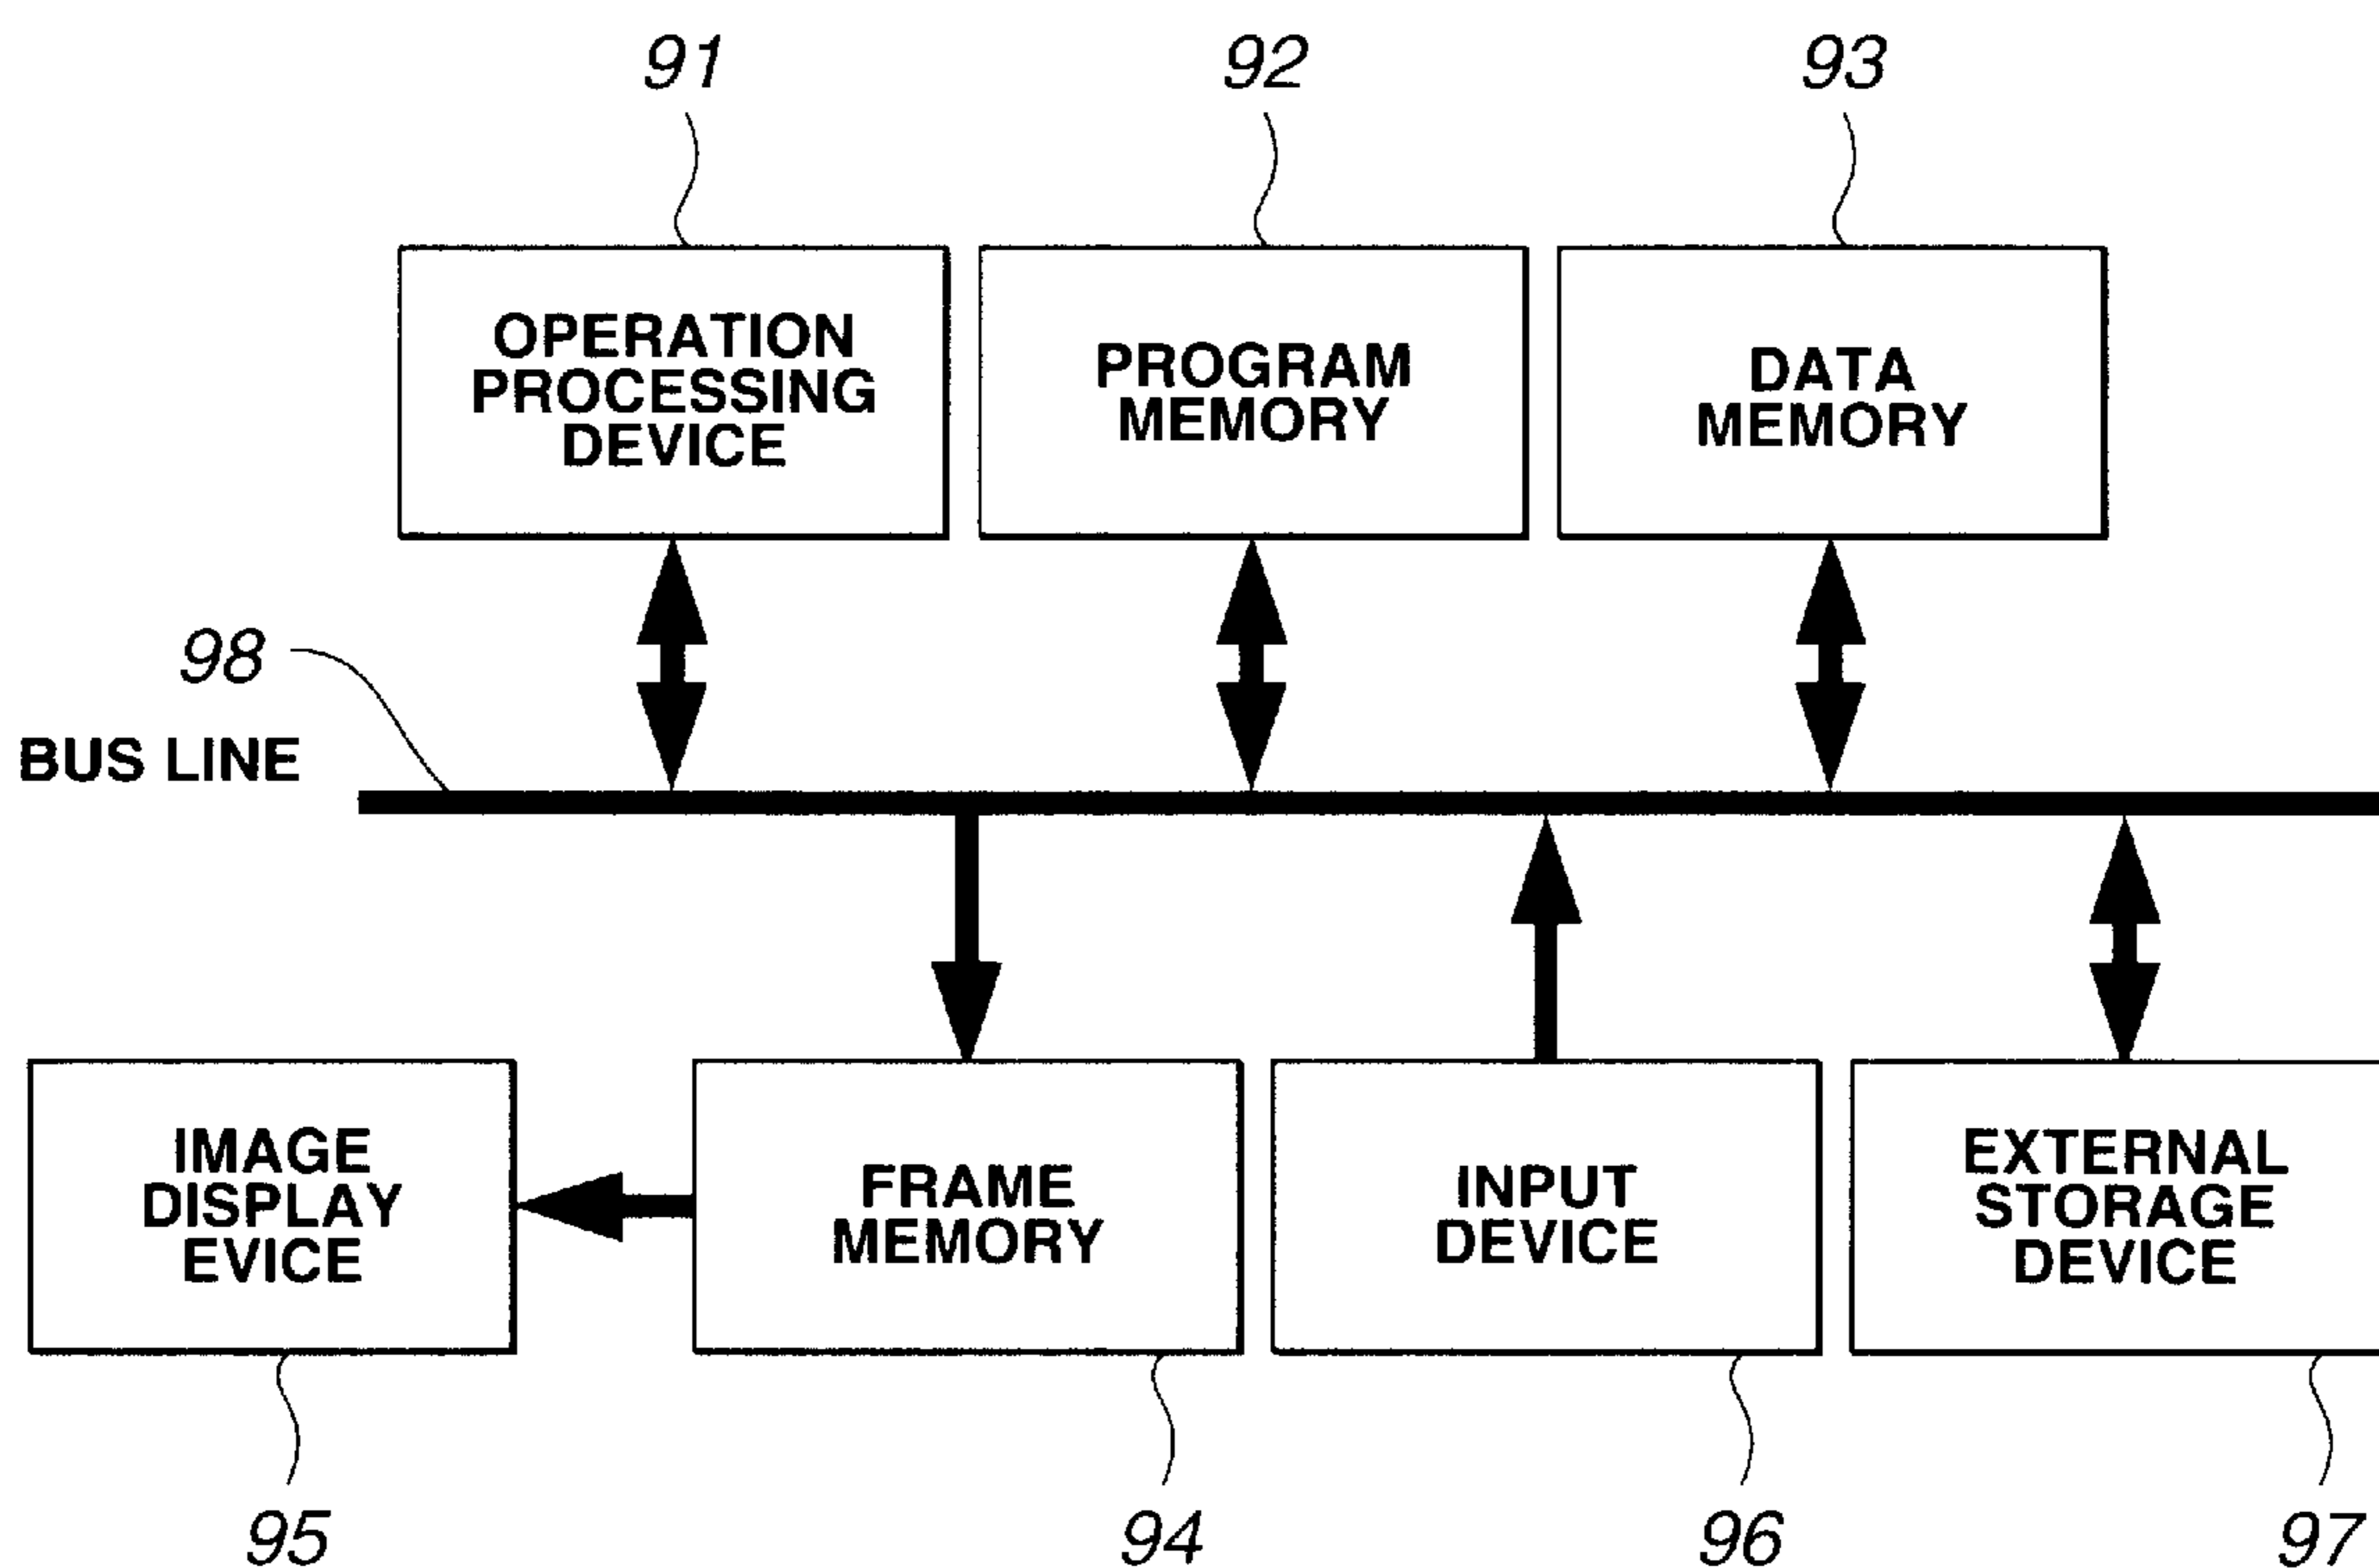 91
92
93
OPERATION
PROCESSING
DEVICE
PROGRAM
MEMORY
DATA
MEMORY
98
BUS LINE
IMAGE
DISPLAY
EVICE
FRAME
MEMORY
INPUT
DEVICE
EXTERNAL
STORAGE
DEVICE
95
94
96
97